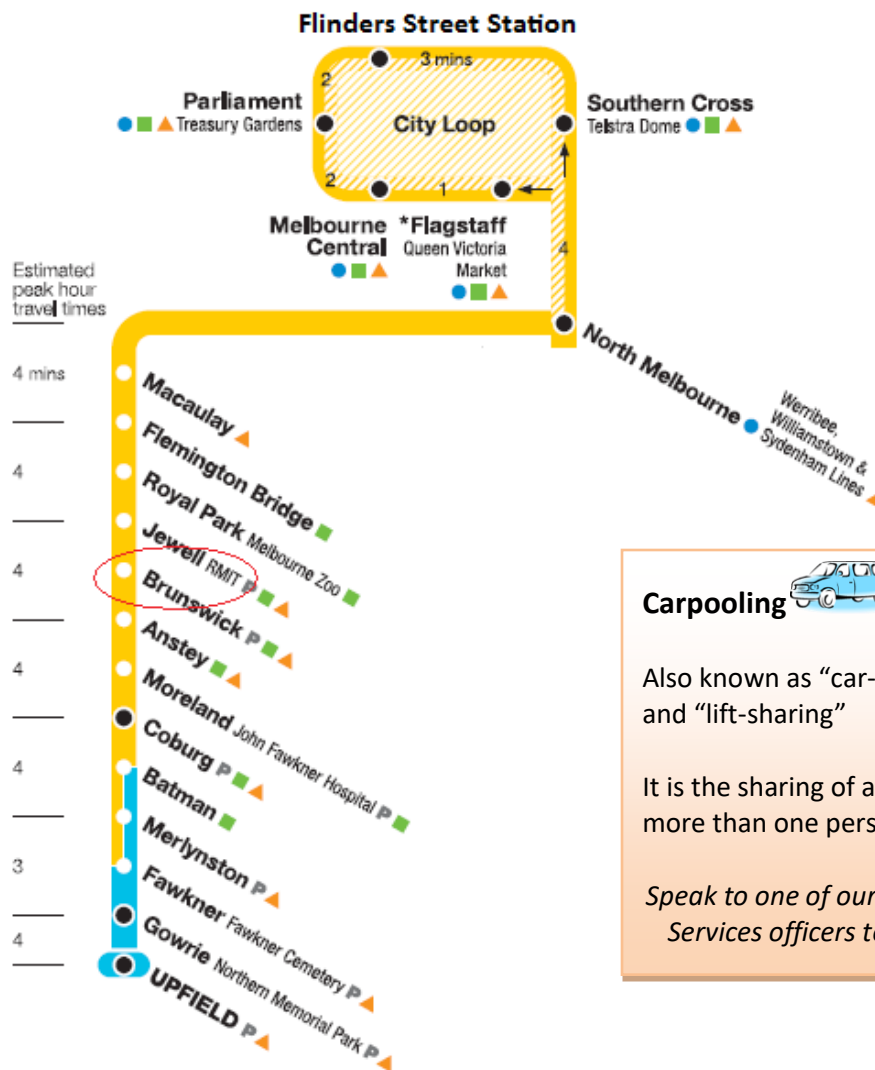 Flinders Street Station
3 mins
2
Parliament
Treasury Gardens
City Loop
Southern Cross
Telstra Dome
2
1
Melbourne
Central
*Flagstaff
Queen Victoria
Market
4
Estimated
peak hour
travel times
North Melbourne
Werribee,
Williamstown &
Sydenham Lines
4 mins
Macaulay
Flemington Bridge
4
Royal Park Melbourne Zoo
Jewell RMIT P
4
Brunswick P
Anstey
4
Moreland John Fawkner Hospital P
Coburg P
4
Batman
Merlynston P
3
Fawkner Fawkner Cemetery P
Gowrie Northern Memorial Park P
4
UPFIELD P
Carpooling
Also known as “car-
and “lift-sharing”
It is the sharing of a
more than one pers
Speak to one of our
Services officers to